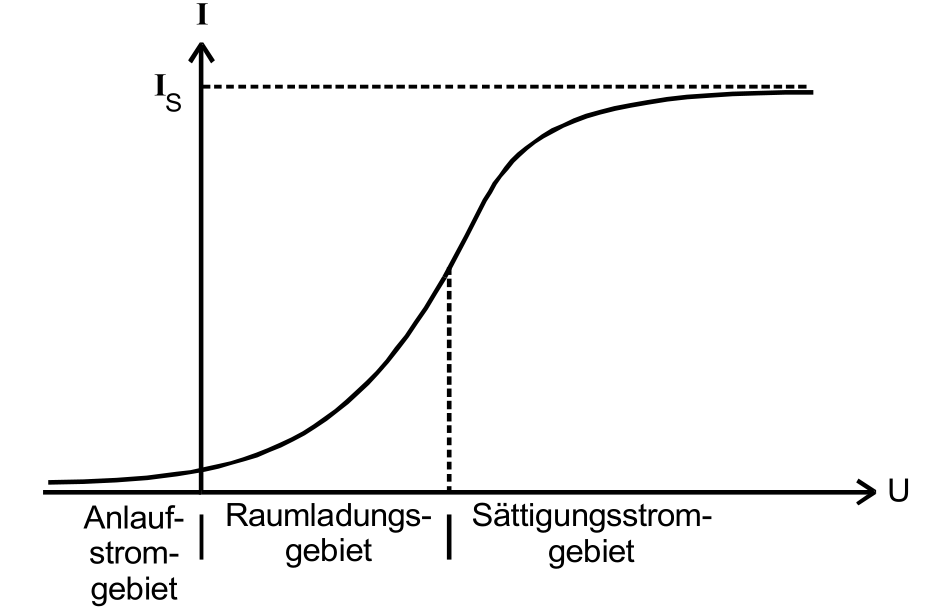 I
I_S
U
Anlauf-
strom-
gebiet
Raumladungs-
gebiet
Sättigungsstrom-
gebiet